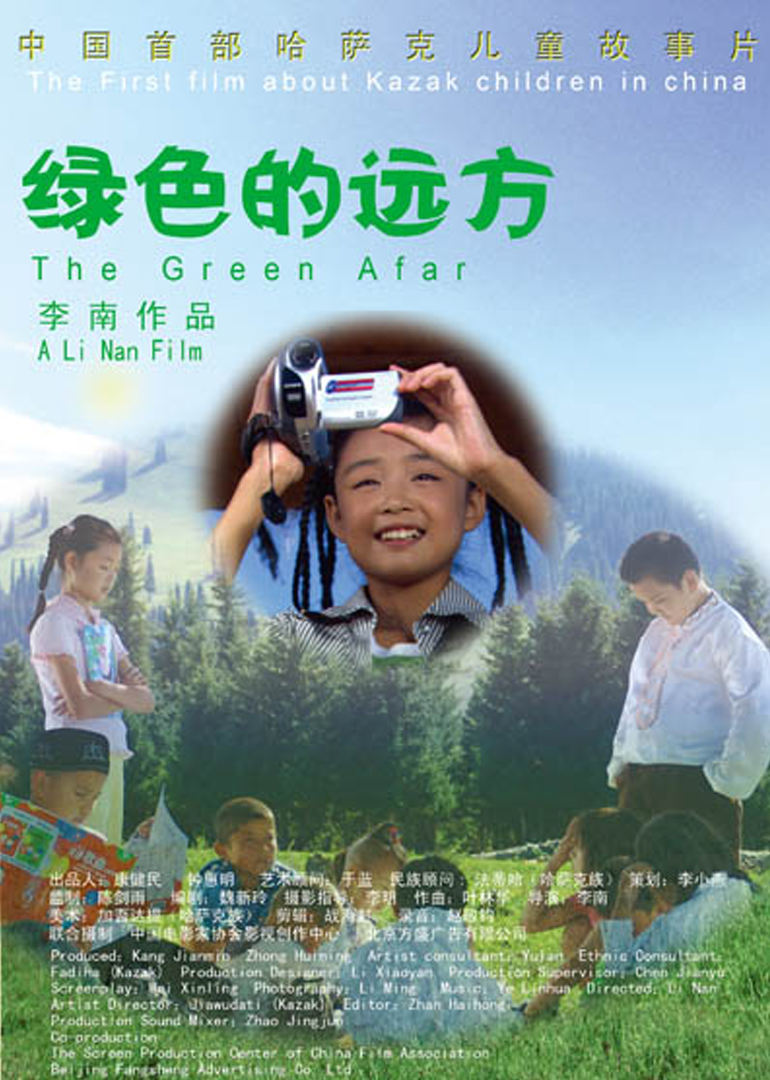 中国首部哈萨克儿童故事片
The First film about Kazak children in china
绿色的远方
The Green Afar
李南作品
A Li Nan Film
出品人：康健民 钟惠明 艺术顾问：于蓝 民族顾问：法蒂哈（哈萨克族） 策划：李小燕
监制：陈剑雨 编剧：魏新玲 摄影指导：李明 作曲：叶林华 导演：李南
美术：加吾达提（哈萨克族） 剪辑：战海红 录音：赵敬钧
联合摄制 中国电影家协会影视创作中心 北京方盛广告有限公司
Produced: Kang Jianmin Zhong Huiming Artist consultant: Yulan Ethnic Consultant:
Fadiha (Kazak) Production Designer: Li Xiaoyan Production Supervisor: Chen Jianyu
Screenplay: Wei Xinling Photography: Li Ming Music: Ye Linhua Directed: Li Nan
Artist Director: Jiawudati (Kazak) Editor: Zhan Haihong
Production Sound Mixer: Zhao Jingjun
Co-production
The Screen Production Center of China Film Association
Beijing Fangsheng Advertising Co. Ltd